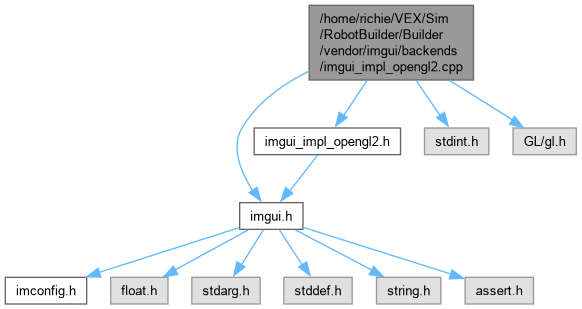 /home/richie/VEX/Sim
/RobotBuilder/Builder
/vendor/imgui/backends
/imgui_impl_opengl2.cpp
imgui_impl_opengl2.h
stdint.h
GL/gl.h
imgui.h
imconfig.h
float.h
stdarg.h
stddef.h
string.h
assert.h